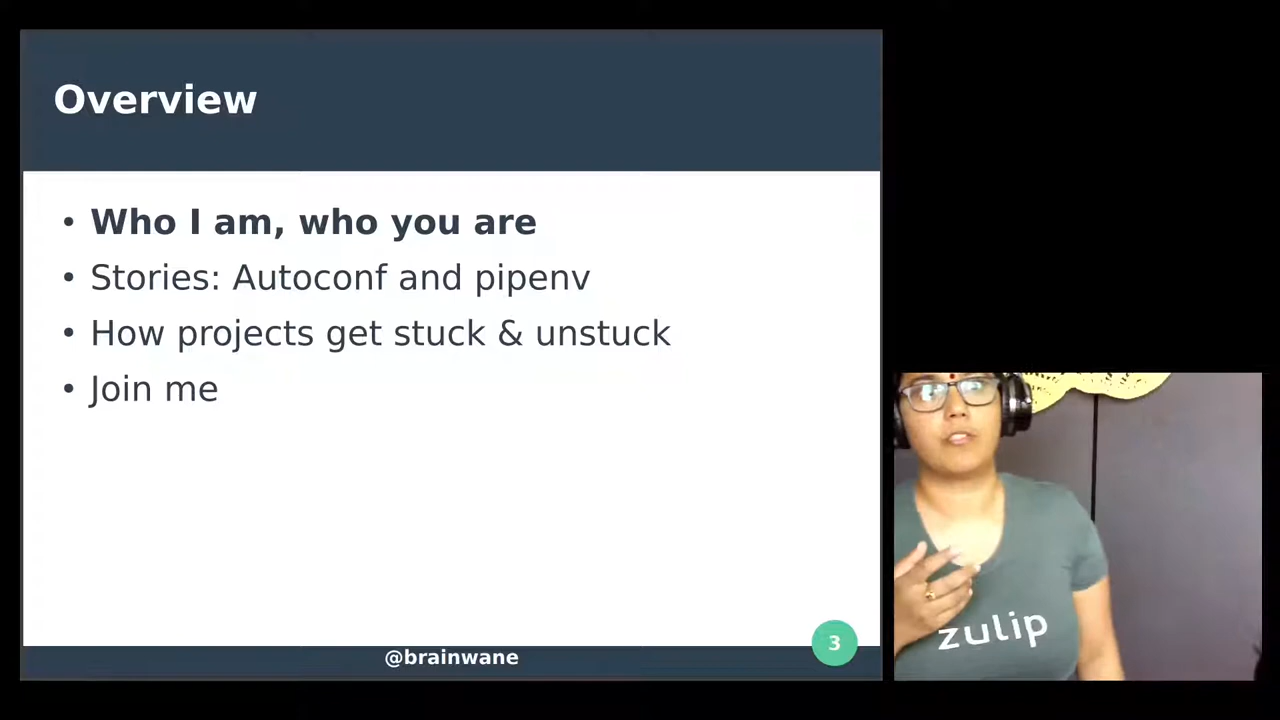 Overview
• Who I am, who you are
• Stories: Autoconf and pipenv
• How projects get stuck & unstuck
• Join me
@brainwane
3
zulip